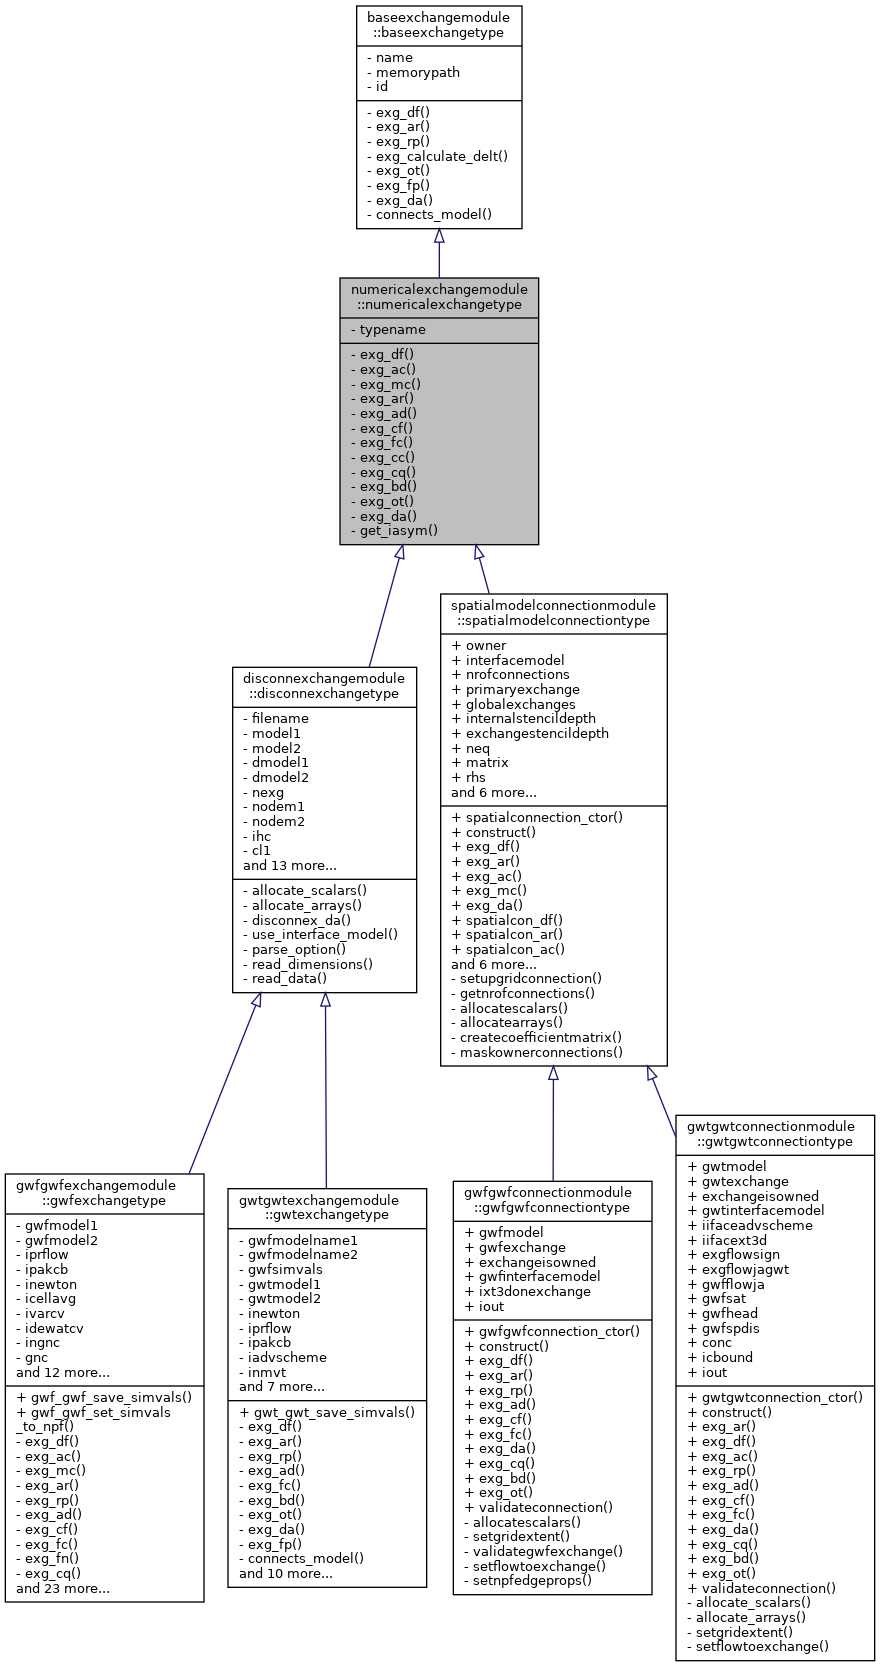 baseexchangemodule
::baseexchangetype
- name
- memorypath
- id
- exg_df()
- exg_ar()
- exg_rp()
- exg_calculate_delt()
- exg_ot()
- exg_fp()
- exg_da()
- connects_model()
numericalexchangemodule
::numericalexchangetype
- typename
- exg_df()
- exg_ac()
- exg_mc()
- exg_ar()
- exg_ad()
- exg_cf()
- exg_fc()
- exg_cc()
- exg_cq()
- exg_bd()
- exg_ot()
- exg_da()
- get_iasym()
disconnexchangemodule
::disconnexchangetype
- filename
- model1
- model2
- dmodel1
- dmodel2
- nexg
- nodem1
- nodem2
- ihc
- cl1
and 13 more...
- allocate_scalars()
- allocate_arrays()
- disconnex_da()
- use_interface_model()
- parse_option()
- read_dimensions()
- read_data()
spatialmodelconnectionmodule
::spatialmodelconnectiontype
+ owner
+ interfacemodel
+ nrofconnections
+ primaryexchange
+ globalexchanges
+ internalstencildepth
+ exchangestencildepth
+ neq
+ matrix
+ rhs
and 6 more...
+ spatialconnection_ctor()
+ construct()
+ exg_df()
+ exg_ar()
+ exg_ac()
+ exg_mc()
+ exg_da()
+ spatialcon_df()
+ spatialcon_ar()
+ spatialcon_ac()
and 6 more...
- setupgridconnection()
- getnrofconnections()
- allocatescalars()
- allocatearrays()
- createcoefficientmatrix()
- maskownerconnections()
gwfgwfexchangemodule
::gwfexchangetype
- gwfmodel1
- gwfmodel2
- iprflow
- ipakcb
- inewton
- icellavg
- ivarcv
- idewatcv
- ingnc
- gnc
and 12 more...
+ gwf_gwf_save_simvals()
+ gwf_gwf_set_simvals
_to_npf()
- exg_df()
- exg_ac()
- exg_mc()
- exg_ar()
- exg_rp()
- exg_ad()
- exg_cf()
- exg_fc()
- exg_fn()
- exg_cq()
and 23 more...
gwtgwtexchangemodule
::gwtexchangetype
- gwfmodelname1
- gwfmodelname2
- gwfsimvals
- gwtmodel1
- gwtmodel2
- inewton
- iprflow
- ipakcb
- iadvscheme
- inmvt
and 7 more...
+ gwt_gwt_save_simvals()
- exg_df()
- exg_ar()
- exg_rp()
- exg_ad()
- exg_fc()
- exg_bd()
- exg_ot()
- exg_da()
- exg_fp()
- connects_model()
and 10 more...
gwfgwfconnectionmodule
::gwfgwfconnectiontype
+ gwfmodel
+ gwfexchange
+ exchangeisowned
+ gwfinterfacemodel
+ ixt3donexchange
+ iout
+ gwfgwfconnection_ctor()
+ construct()
+ exg_df()
+ exg_ar()
+ exg_rp()
+ exg_ad()
+ exg_cf()
+ exg_fc()
+ exg_da()
+ exg_cq()
+ exg_bd()
+ exg_ot()
+ validateconnection()
- allocatescalars()
- setgridextent()
- validategwfexchange()
- setflowtoexchange()
- setnpfedgeprops()
gwtgwtconnectionmodule
::gwtgwtconnectiontype
+ gwtmodel
+ gwtexchange
+ exchangeisowned
+ gwtinterfacemodel
+ iifaceadvscheme
+ iifacext3d
+ exgflowsign
+ exgflowjagwt
+ gwfflowja
+ gwfsat
+ gwfhead
+ gwfspdis
+ conc
+ icbound
+ iout
+ gwtgwtconnection_ctor()
+ construct()
+ exg_ar()
+ exg_df()
+ exg_ac()
+ exg_rp()
+ exg_ad()
+ exg_cf()
+ exg_fc()
+ exg_da()
+ exg_cq()
+ exg_bd()
+ exg_ot()
+ validateconnection()
- allocate_scalars()
- allocate_arrays()
- setgridextent()
- setflowtoexchange()